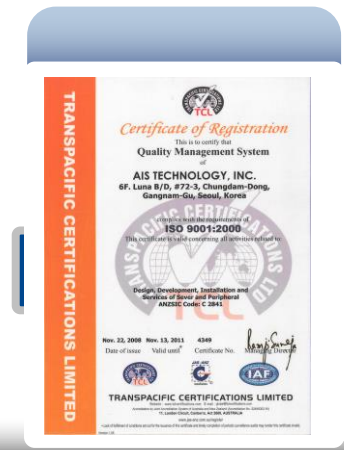 TRANSPACIFIC CERTIFICATIONS LIMITED
TCL
Certificate of Registration
This is to certify that
Quality Management System
of
AIS TECHNOLOGY, INC.
6F. Luna B/D, #72-3, Chungdam-Dong,
Gangnam-Gu, Seoul, Korea
complies with the requirements of
ISO 9001:2000
This certificate is valid concerning all activities related to:
TRANSPACIFIC CERTIFICATIONS LTD
TCL
Design, Development, Installation and
Services of Sever and Peripheral
ANZSIC Code: C 2841
Nov. 22, 2008 Nov. 13, 2011 4349
Date of issue Valid until Certificate No. Managing Director
TCL
IAF
TRANSPACIFIC CERTIFICATIONS LIMITED